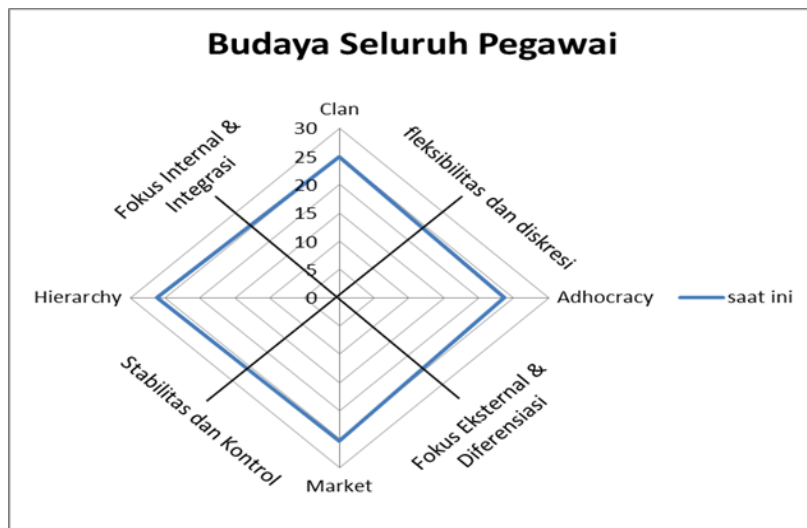 Budaya Seluruh Pegawai
Clan
30
25
20
15
10
5
0
Fokus Internal &
Integrasi
fleksibilitas dan diskresi
Hierarchy
Adhocracy
saat ini
Stabilitas dan Kontrol
Fokus Eksternal &
Diferensiasi
Market